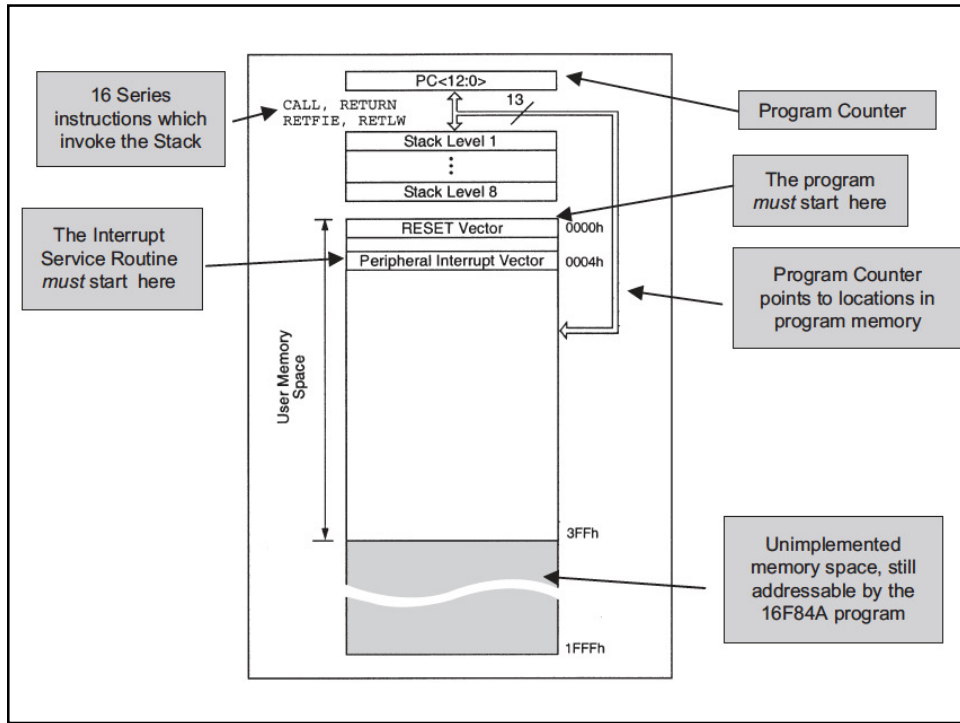 16 Series
instructions which
invoke the Stack
CALL, RETURN
RETFIE, RETLW
PC<12:0>
13
Program Counter
Stack Level 1
Stack Level 8
The program
must start here
The Interrupt
Service Routine
must start here
RESET Vector
0000h
Peripheral Interrupt Vector
0004h
Program Counter
points to locations in
program memory
User Memory
Space
3FFh
Unimplemented
memory space, still
addressable by the
16F84A program
1FFFh